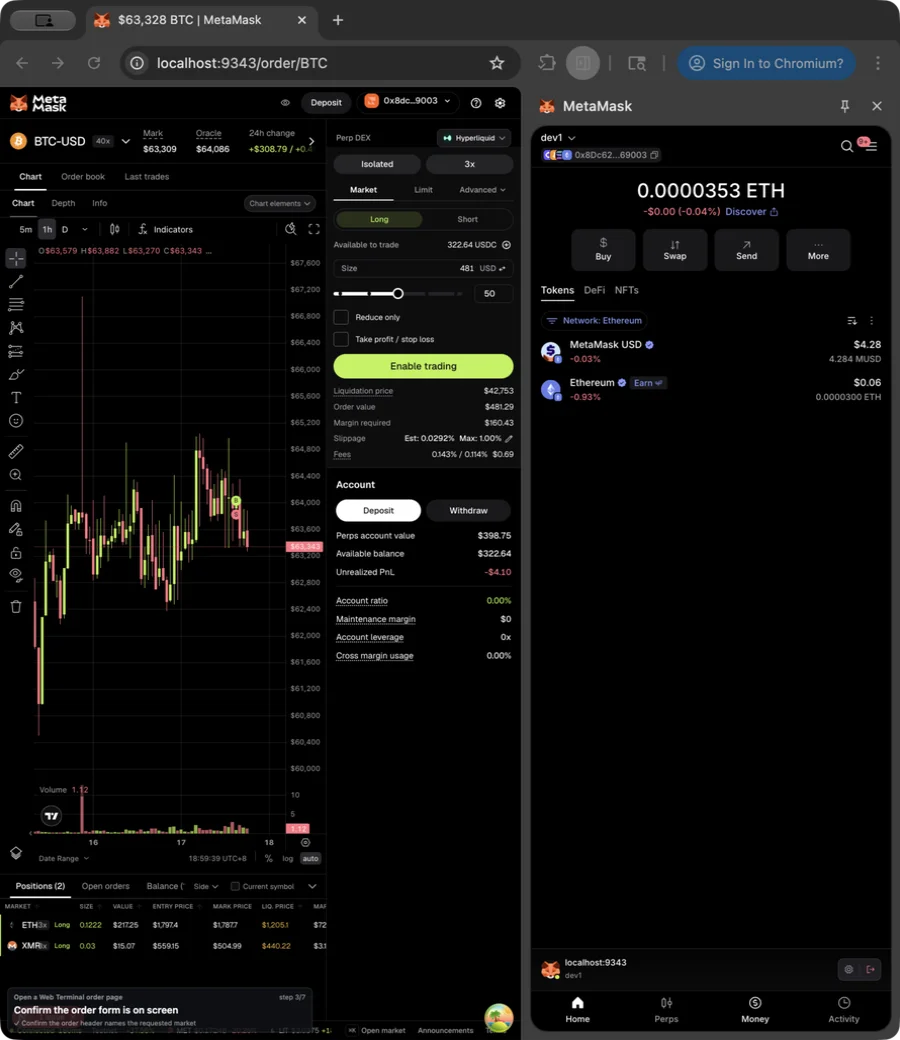 $63,328 BTC | MetaMask
localhost:9343/order/BTC
Sign In to Chromium?
META MASK
Deposit
0x8dc...9003
BTC-USD
40x
Mark
$63,309
Oracle
$64,086
24h change
+$308.79 / +0.4
Chart
Order book
Last trades
Chart
Depth
Info
Chart elements
5m
1h
D
Indicators
O$63,579 H$63,882 L$63,270 C$63,343 ...
$67,600
$67,200
$66,800
$66,400
$66,000
$65,600
$65,200
$64,800
$64,400
$64,000
$63,600
$63,343
$63,200
$62,800
$62,400
$62,000
$61,600
$61,200
$60,800
$60,400
$60,000
Volume 1.12
10
5
1.12
16
17
18
Date Range
18:59:39 UTC+8
%
log
auto
Perp DEX
Hyperliquid
Isolated
3x
Market
Limit
Advanced
Long
Short
Available to trade
322.64 USDC
Size
481 USD
50
Reduce only
Take profit / stop loss
Enable trading
Liquidation price
$42,753
Order value
$481.29
Margin required
$160.43
Slippage
Est: 0.0292% Max: 1.00%
Fees
0.143% / 0.114% $0.69
Account
Deposit
Withdraw
Perps account value
$398.75
Available balance
$322.64
Unrealized PnL
-$4.10
Account ratio
0.00%
Maintenance margin
$0
Account leverage
0x
Cross margin usage
0.00%
Positions (2)
Open orders
Balance (
Side
Current symbol
MARKET
SIZE
VALUE
ENTRY PRICE
MARK PRICE
LIQ. PRICE
MAR
ETH
3x
Long
0.1222
$217.25
$1,797.4
$1,787.7
$1,205.1
$72
XMR
Long
0.03
$15.07
$559.15
$504.99
$440.22
$3.1
Open a Web Terminal order page
step 3/7
Confirm the order form is on screen
✓ Confirm the order header names the requested market
Open market
Announcements
MetaMask
dev1
0x8Dc62...69003
9+
0.0000353 ETH
-$0.00 (-0.04%) Discover
Buy
Swap
Send
More
Tokens
DeFi
NFTs
Network: Ethereum
MetaMask USD
$4.28
-0.03%
4.284 MUSD
Ethereum
Earn
$0.06
-0.93%
0.0000300 ETH
localhost:9343
dev1
Home
Perps
Money
Activity